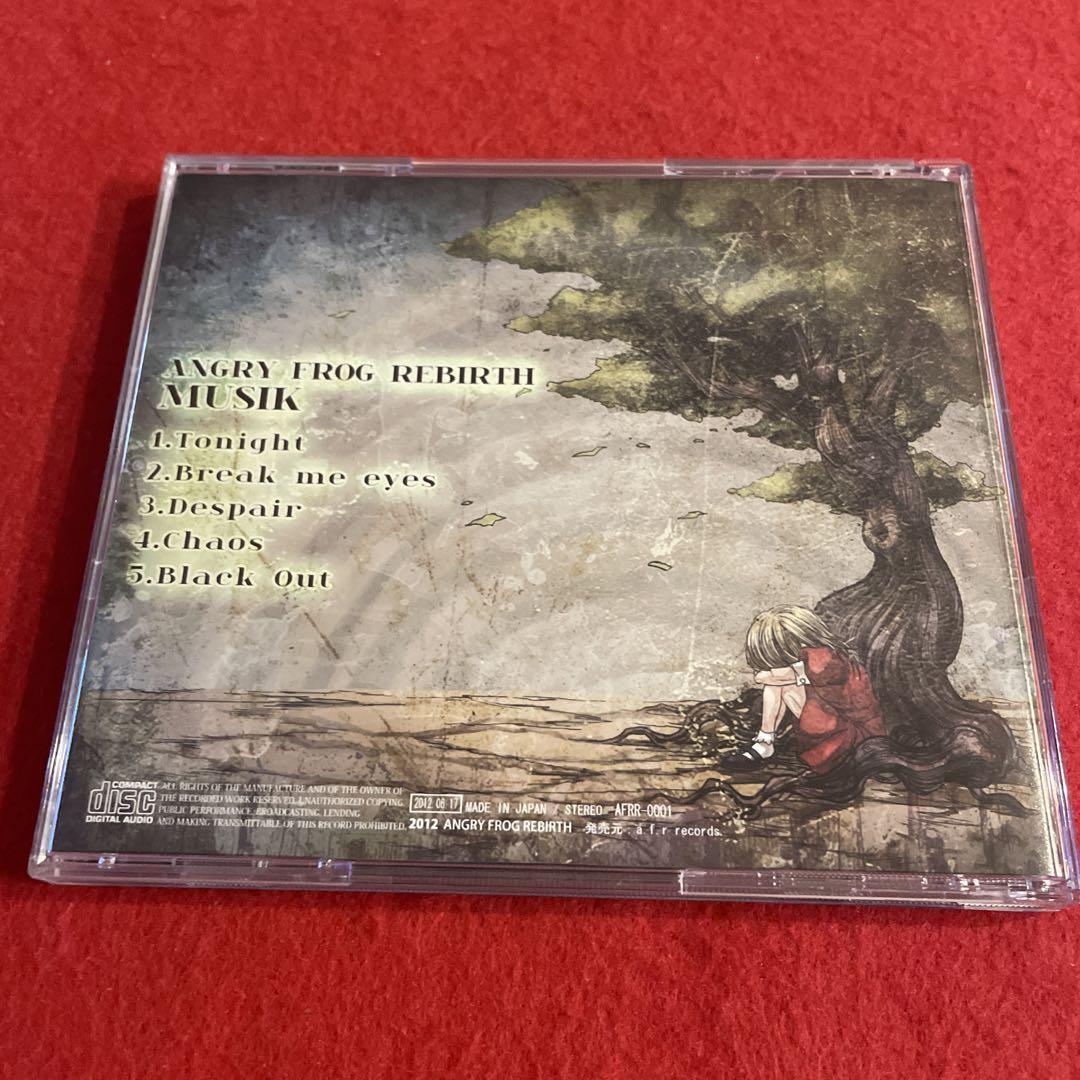 ANGRY FROG REBIRTH
MUSIK
1.Tonight
2.Break me eyes
3.Despair
4.Chaos
5.Black Out
COMPACT
disc
DIGITAL AUDIO
ALL RIGHTS OF THE MANUFACTURE AND OF THE OWNER OF
THE RECORDED WORK RESERVED. UNAUTHORIZED COPYING,
PUBLIC PERFORMANCE, BROADCASTING, LENDING
AND MAKING TRANSMITTABLE OF THIS RECORD PROHIBITED.
2012 06 17 MADE IN JAPAN / STEREO AFRR-0001
2012 ANGRY FROG REBIRTH 発売元 : a f.r records.